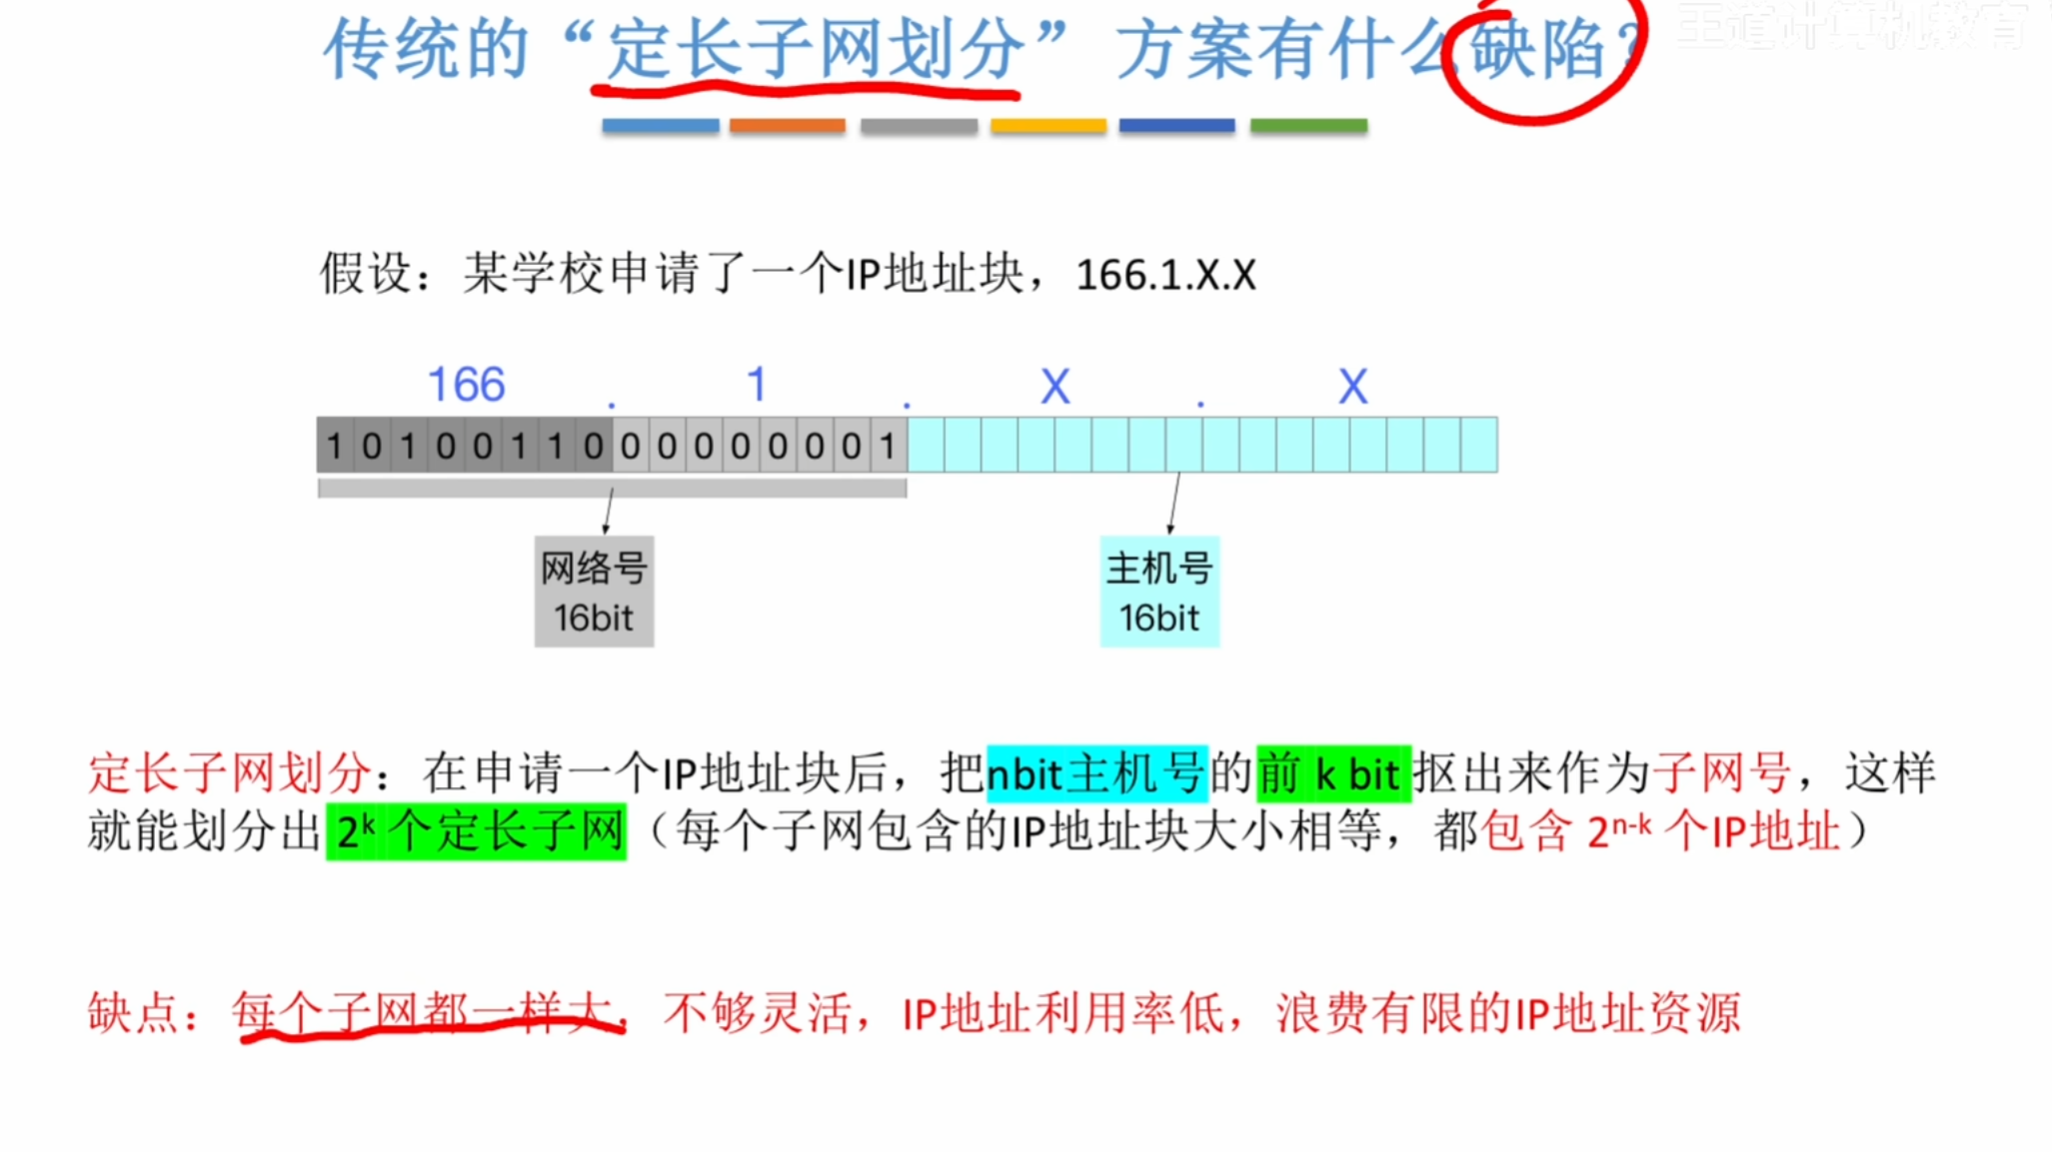 传统的“定长子网划分” 方案有什么缺陷？
王道计算机教育
假设：某学校申请了一个IP地址块，166.1.X.X
166 . 1 . X . X
1 0 1 0 0 1 1 0 0 0 0 0 0 0 0 1
网络号 主机号
16bit 16bit
定长子网划分：在申请一个IP地址块后，把nbit主机号的前 k bit 抠出来作为子网号，这样
就能划分出 2ᵏ 个定长子网（每个子网包含的IP地址块大小相等，都包含 2ⁿ⁻ᵏ 个IP地址）
缺点：每个子网都一样大，不够灵活，IP地址利用率低，浪费有限的IP地址资源